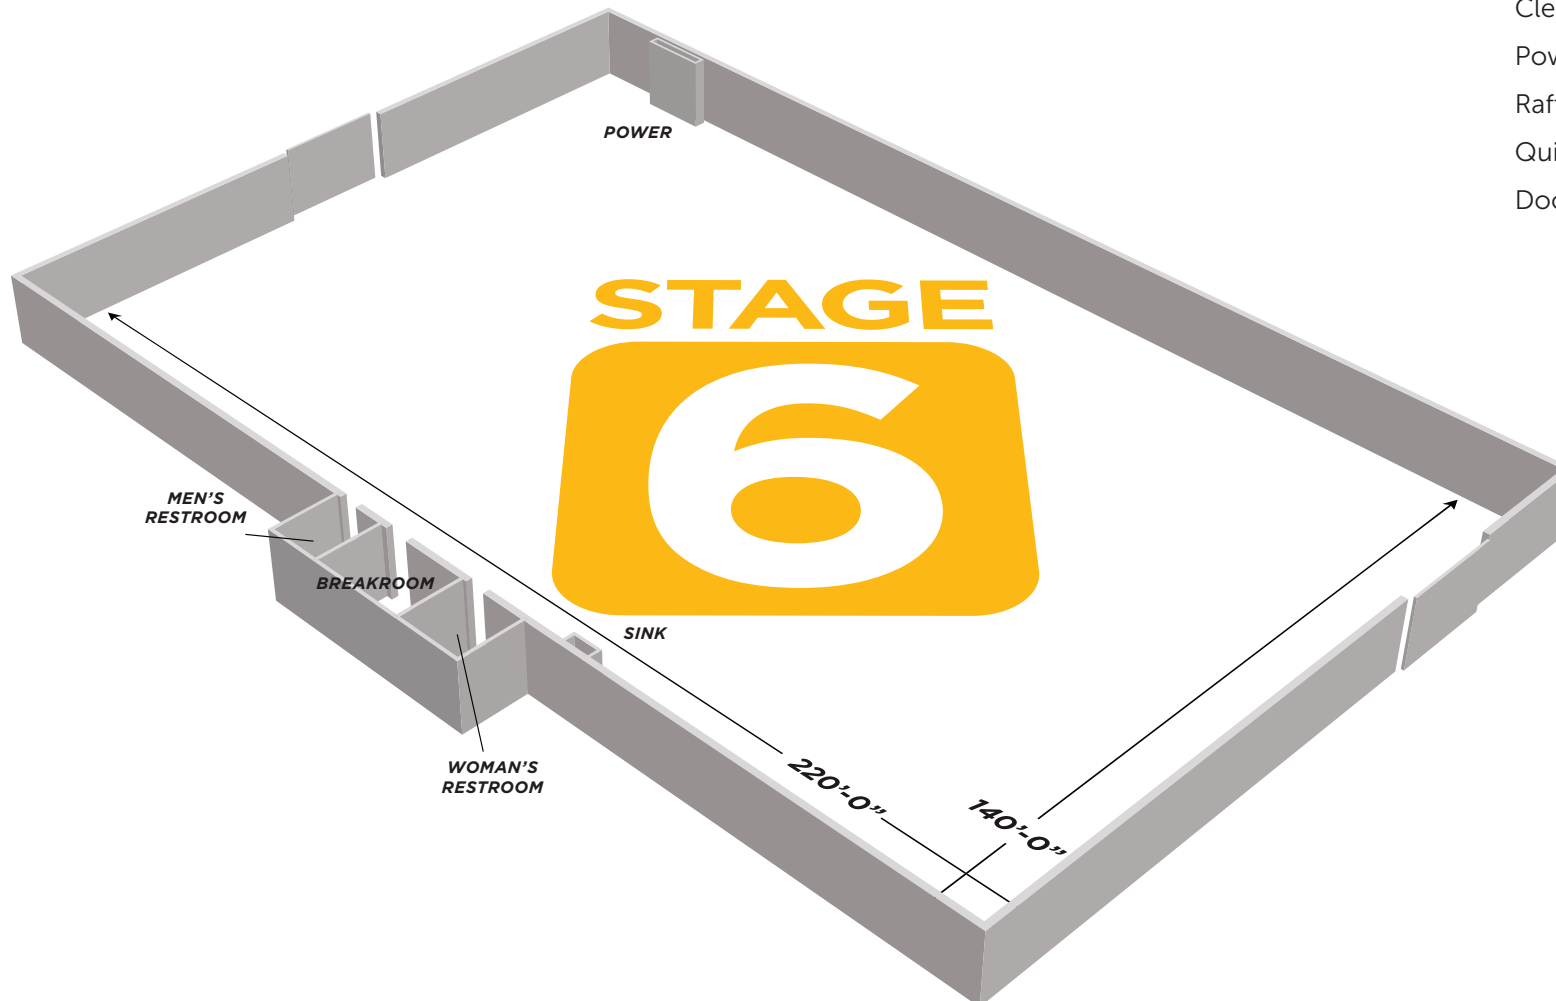 POWER
STAGE
6
MEN’S
RESTROOM
BREAKROOM
SINK
WOMAN’S
RESTROOM
220’-0”
140’-0”